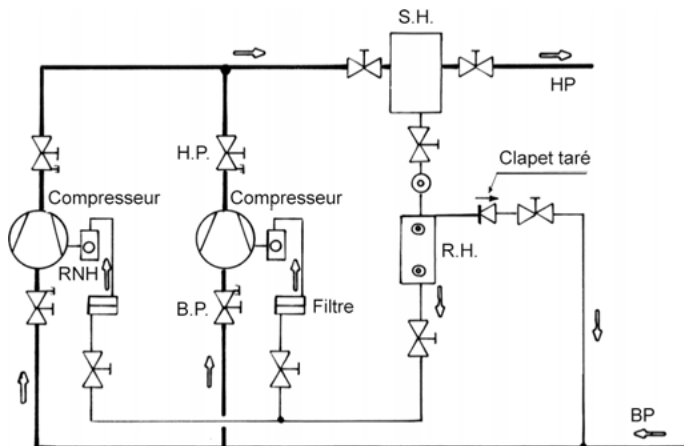 S.H.
HP
H.P.
Clapet taré
Compresseur
Compresseur
R.H.
RNH
B.P.
Filtre
BP